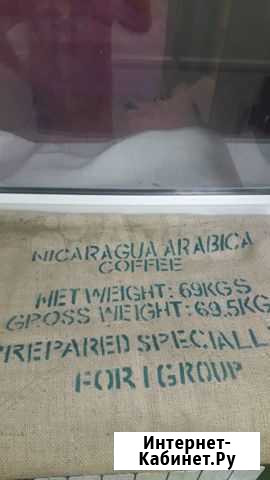 NICARAGUA ARABICA
COFFEE
NET WEIGHT: 69KGS
GROSS WEIGHT: 69.5KG
PREPARED SPECIALL
FOR I GROUP
Интернет-
Кабинет.Ру